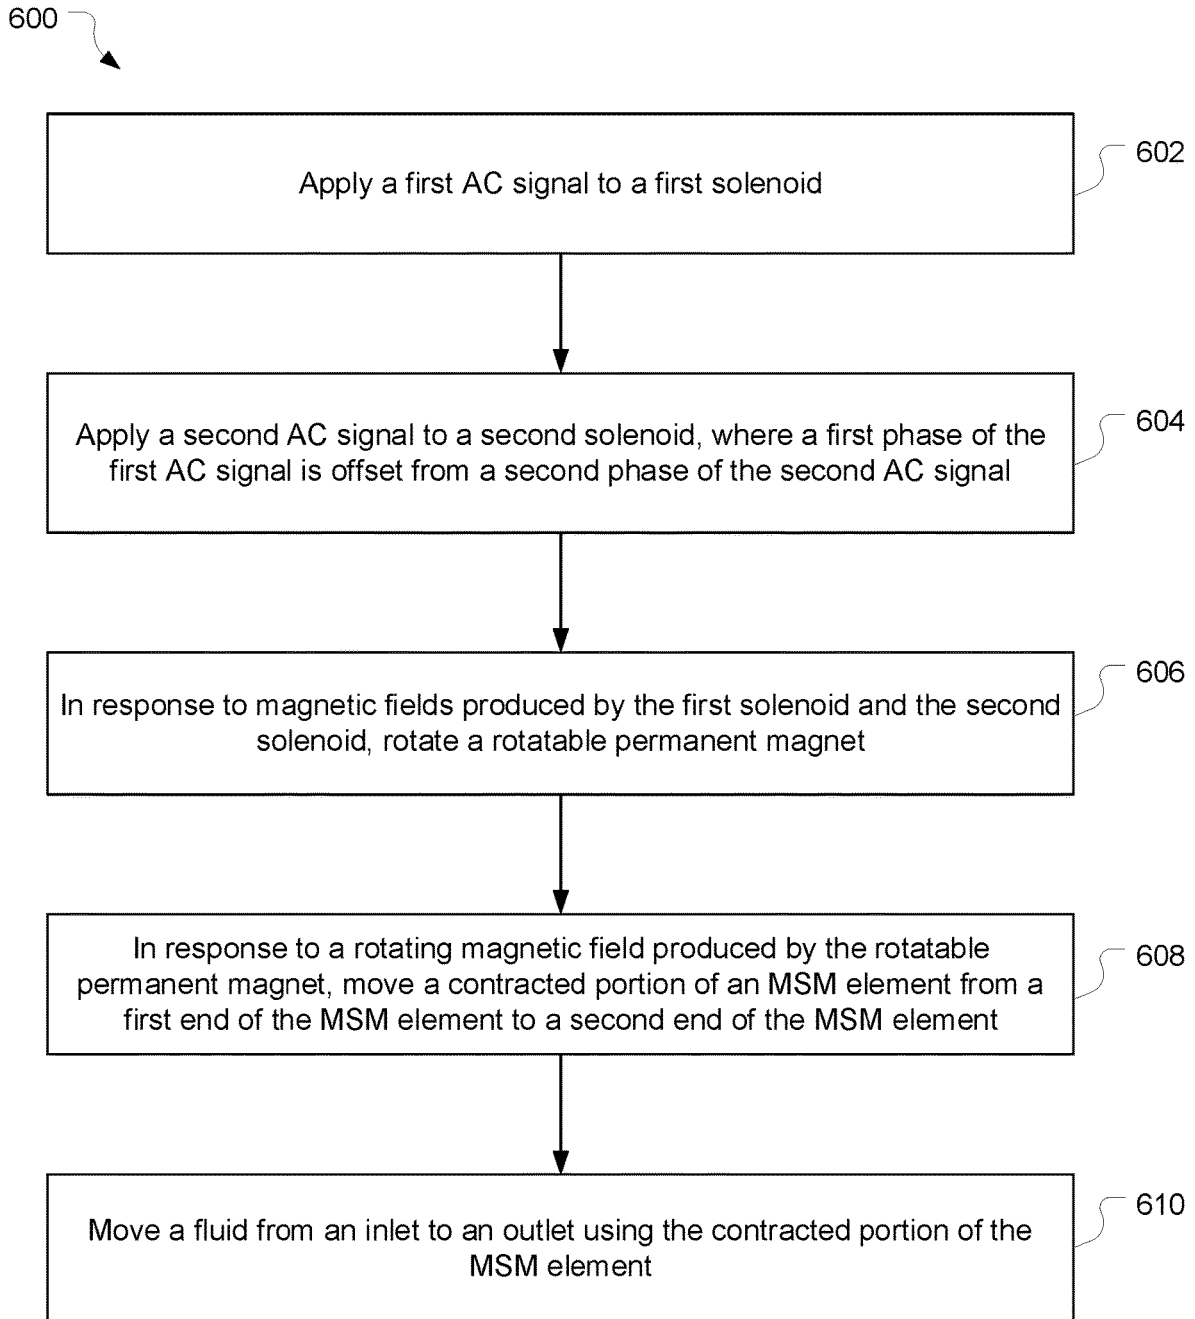 600
Apply a first AC signal to a first solenoid
602
Apply a second AC signal to a second solenoid, where a first phase of the
first AC signal is offset from a second phase of the second AC signal
604
In response to magnetic fields produced by the first solenoid and the second
solenoid, rotate a rotatable permanent magnet
606
In response to a rotating magnetic field produced by the rotatable
permanent magnet, move a contracted portion of an MSM element from a
first end of the MSM element to a second end of the MSM element
608
Move a fluid from an inlet to an outlet using the contracted portion of the
MSM element
610